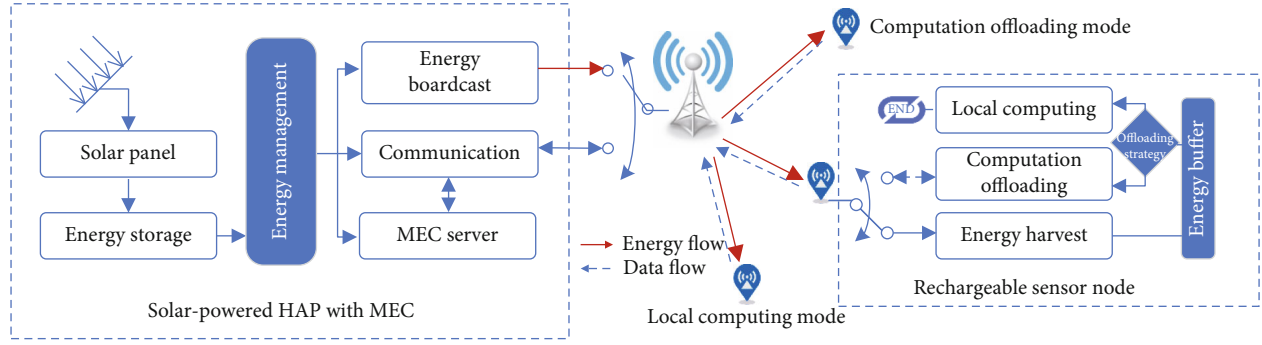 Solar panel
Energy storage
Energy management
Energy
boardcast
Communication
MEC server
Solar-powered HAP with MEC
Energy flow
Data flow
Computation offloading mode
Local computing mode
END
Local computing
Computation
offloading
Energy harvest
Offloading
strategy
Energy buffer
Rechargeable sensor node